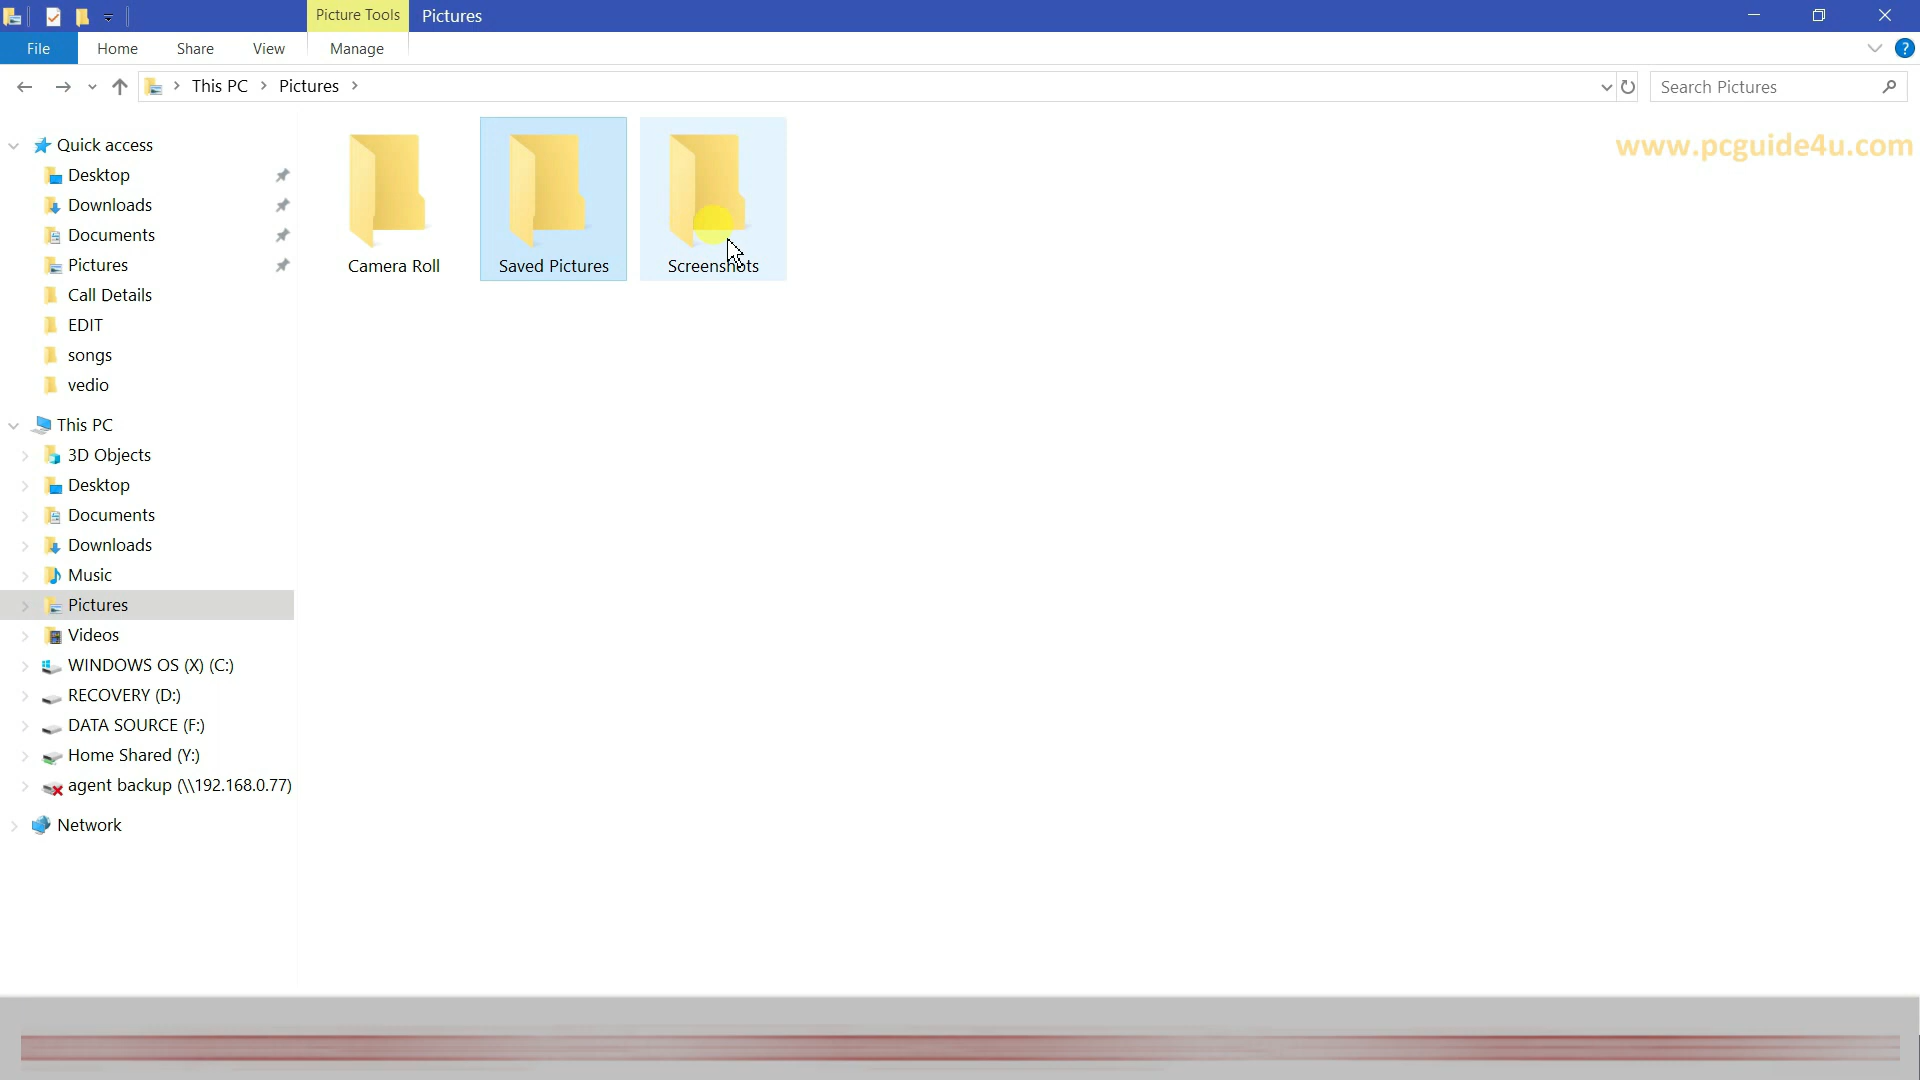 Picture Tools
Pictures
File
Home
Share
View
Manage
?
This PC
Pictures
Search Pictures
www.pcguide4u.com
Quick access
Desktop
Downloads
Documents
Pictures
Call Details
EDIT
songs
vedio
This PC
3D Objects
Desktop
Documents
Downloads
Music
Pictures
Videos
WINDOWS OS (X) (C:)
RECOVERY (D:)
DATA SOURCE (F:)
Home Shared (Y:)
agent backup (\\192.168.0.77)
Network
Camera Roll
Saved Pictures
Screenshots